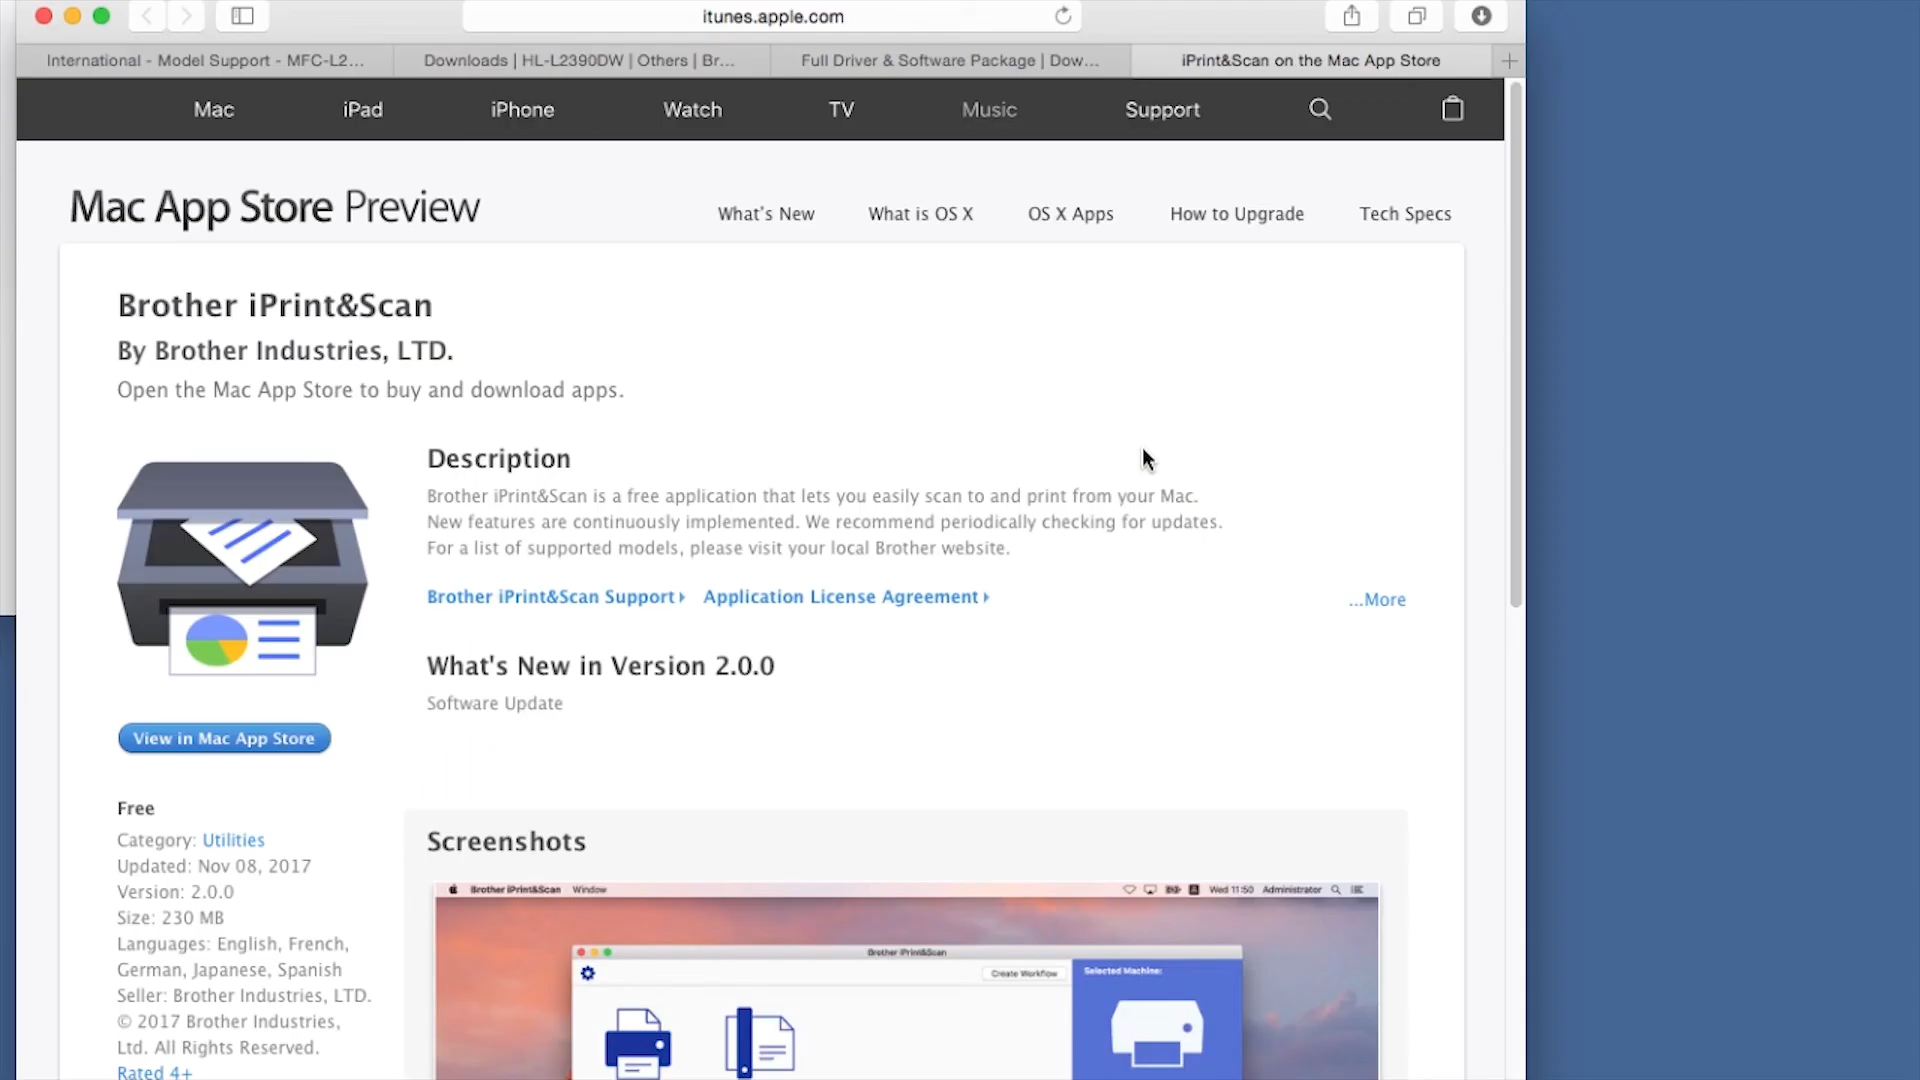 itunes.apple.com
International - Model Support - MFC-L2...
Downloads | HL-L2390DW | Others | Br...
Full Driver & Software Package | Dow...
iPrint&Scan on the Mac App Store
Mac
iPad
iPhone
Watch
TV
Music
Support
Mac App Store Preview
What's New
What is OS X
OS X Apps
How to Upgrade
Tech Specs
Brother iPrint&Scan
By Brother Industries, LTD.
Open the Mac App Store to buy and download apps.
Description
Brother iPrint&Scan is a free application that lets you easily scan to and print from your Mac.
New features are continuously implemented. We recommend periodically checking for updates.
For a list of supported models, please visit your local Brother website.
Brother iPrint&Scan Support
Application License Agreement
...More
What's New in Version 2.0.0
Software Update
View in Mac App Store
Free
Category: Utilities
Updated: Nov 08, 2017
Version: 2.0.0
Size: 230 MB
Languages: English, French,
German, Japanese, Spanish
Seller: Brother Industries, LTD.
© 2017 Brother Industries,
Ltd. All Rights Reserved.
Rated 4+
Screenshots
Brother iPrint&Scan Window
Wed 11:50 Administrator
Brother iPrint&Scan
Create Workflow
Selected Machine: